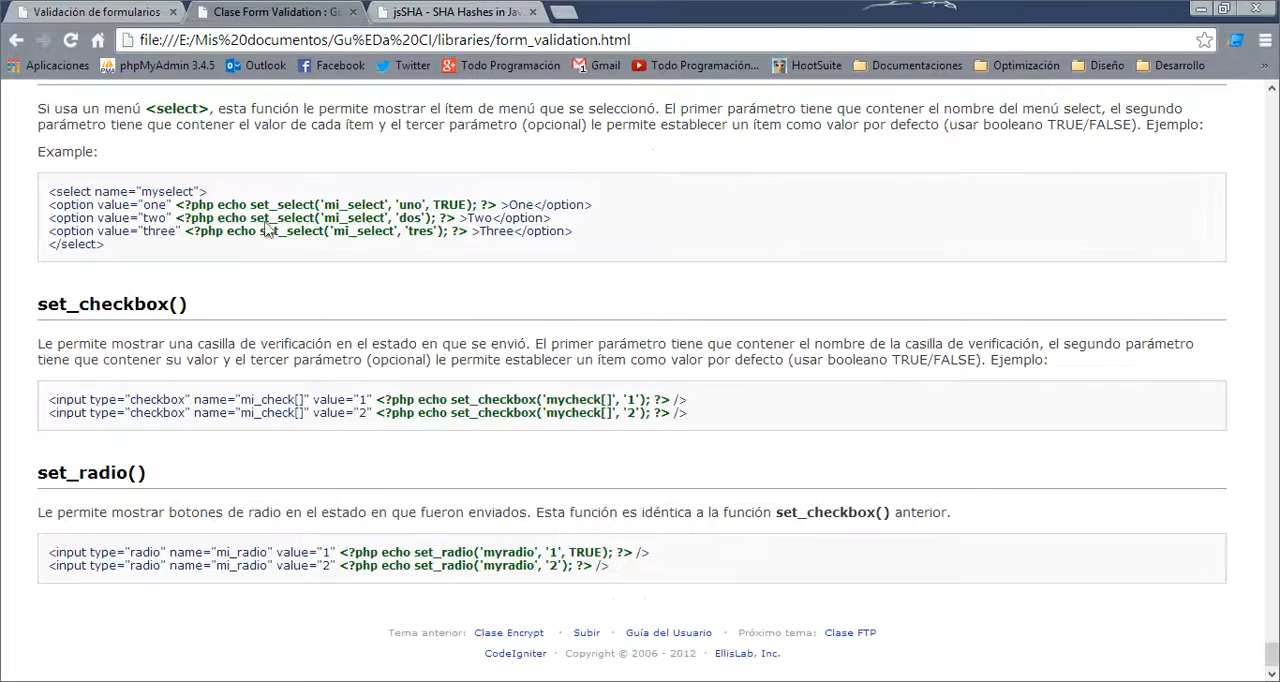 Validación de formularios
Clase Form Validation : Gu
jsSHA - SHA Hashes in Jav
file:///E:/Mis%20documentos/Gu%EDa%20CI/libraries/form_validation.html
Aplicaciones phpMyAdmin 3.4.5 Outlook Facebook Twitter Todo Programación Gmail Todo Programación... HootSuite Documentaciones Optimización Diseño Desarrollo »
Si usa un menú <select>, esta función le permite mostrar el ítem de menú que se seleccionó. El primer parámetro tiene que contener el nombre del menú select, el segundo
parámetro tiene que contener el valor de cada ítem y el tercer parámetro (opcional) le permite establecer un ítem como valor por defecto (usar booleano TRUE/FALSE). Ejemplo:
Example:
<select name="myselect">
<option value="one" <?php echo set_select('mi_select', 'uno', TRUE); ?> >One</option>
<option value="two" <?php echo set_select('mi_select', 'dos'); ?> >Two</option>
<option value="three" <?php echo set_select('mi_select', 'tres'); ?> >Three</option>
</select>
set_checkbox()
Le permite mostrar una casilla de verificación en el estado en que se envió. El primer parámetro tiene que contener el nombre de la casilla de verificación, el segundo parámetro
tiene que contener su valor y el tercer parámetro (opcional) le permite establecer un ítem como valor por defecto (usar booleano TRUE/FALSE). Ejemplo:
<input type="checkbox" name="mi_check[]" value="1" <?php echo set_checkbox('mycheck[]', '1'); ?> />
<input type="checkbox" name="mi_check[]" value="2" <?php echo set_checkbox('mycheck[]', '2'); ?> />
set_radio()
Le permite mostrar botones de radio en el estado en que fueron enviados. Esta función es idéntica a la función set_checkbox() anterior.
<input type="radio" name="mi_radio" value="1" <?php echo set_radio('myradio', '1', TRUE); ?> />
<input type="radio" name="mi_radio" value="2" <?php echo set_radio('myradio', '2'); ?> />
Tema anterior: Clase Encrypt · Subir · Guía del Usuario · Próximo tema: Clase FTP
CodeIgniter · Copyright © 2006 - 2012 · EllisLab, Inc.